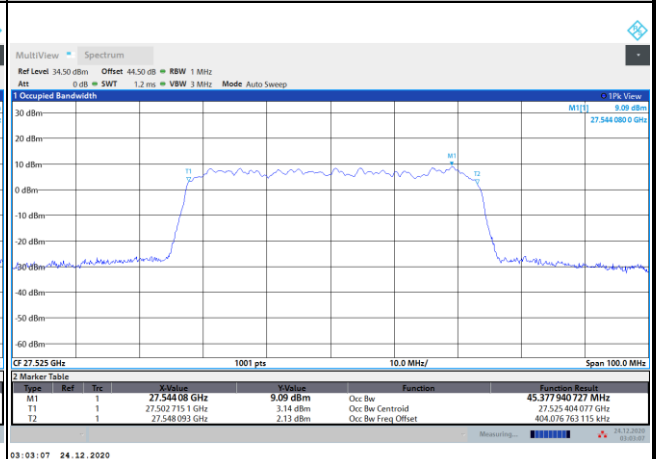 MultiView Spectrum
Ref Level 34.50 dBm Offset 44.50 dB RBW 1 MHz
Att 0 dB SWT 1.2 ms VBW 3 MHz Mode Auto Sweep
1 Occupied Bandwidth 1Pk View
M1[1] 9.09 dBm
27.544 080 0 GHz
30 dBm
20 dBm
10 dBm
M1
T1
T2
0 dBm
-10 dBm
-20 dBm
-30 dBm
-40 dBm
-50 dBm
-60 dBm
CF 27.525 GHz 1001 pts 10.0 MHz/ Span 100.0 MHz
2 Marker Table
Type Ref Trc X-Value Y-Value Function Function Result
M1 1 27.544 08 GHz 9.09 dBm Occ Bw 45.377 940 727 MHz
T1 1 27.502 715 1 GHz 3.14 dBm Occ Bw Centroid 27.525 404 077 GHz
T2 1 27.548 093 GHz 2.13 dBm Occ Bw Freq Offset 404.076 763 115 kHz
Measuring... 24.12.2020
03:03:07
03:03:07 24.12.2020